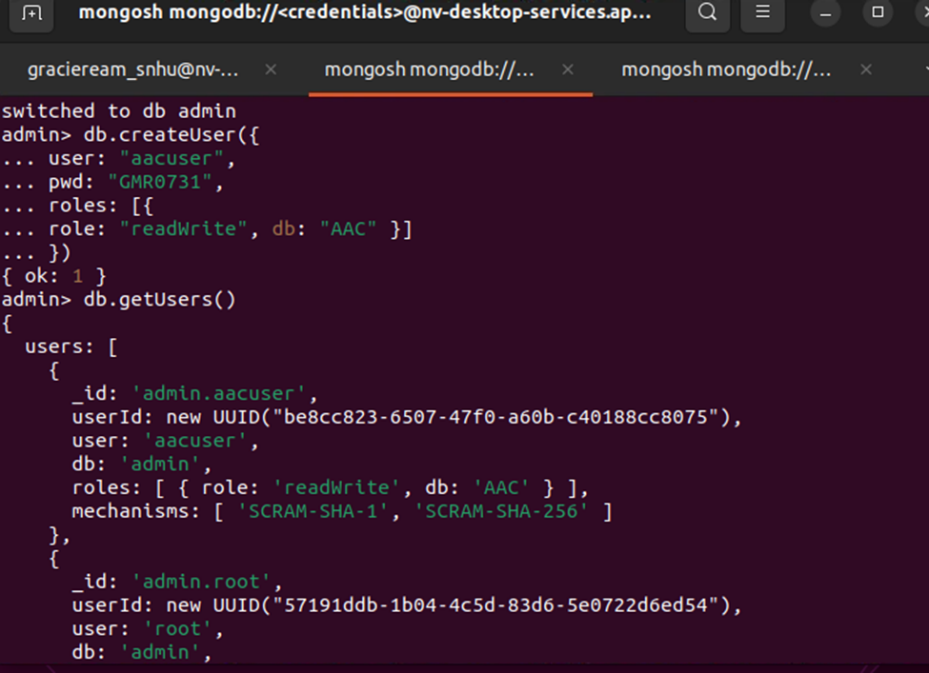 mongosh mongodb://<credentials>@nv-desktop-services.ap...
gracieream_snhu@nv-... × mongosh mongodb://... × mongosh mongodb://... ×
switched to db admin
admin> db.createUser({
... user: "aacuser",
... pwd: "GMR0731",
... roles: [{
... role: "readWrite", db: "AAC" }]
... })
{ ok: 1 }
admin> db.getUsers()
{
  users: [
    {
      _id: 'admin.aacuser',
      userId: new UUID("be8cc823-6507-47f0-a60b-c40188cc8075"),
      user: 'aacuser',
      db: 'admin',
      roles: [ { role: 'readWrite', db: 'AAC' } ],
      mechanisms: [ 'SCRAM-SHA-1', 'SCRAM-SHA-256' ]
    },
    {
      _id: 'admin.root',
      userId: new UUID("57191ddb-1b04-4c5d-83d6-5e0722d6ed54"),
      user: 'root',
      db: 'admin',